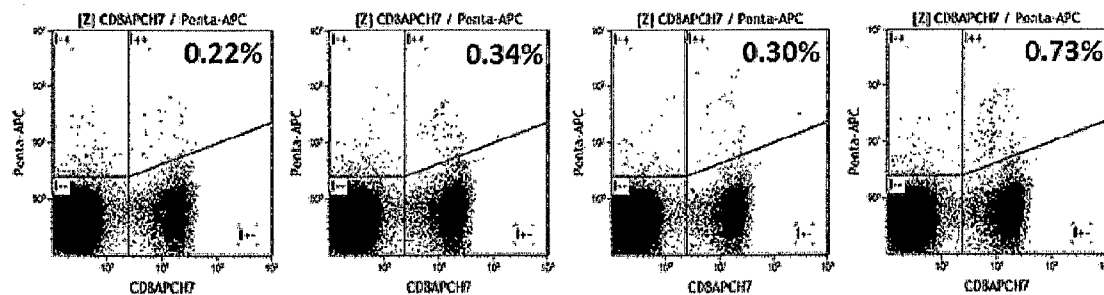 [Z] CD8APCH7 / Penta-APC
I-+
I++
0.22%
Penta-APC
I--
I+-
CD8APCH7
[Z] CD8APCH7 / Penta-APC
I-+
I++
0.34%
Penta-APC
I--
I+-
CD8APCH7
[Z] CD8APCH7 / Penta-APC
I-+
I++
0.30%
Penta-APC
I--
I+-
CD8APCH7
[Z] CD8APCH7 / Penta-APC
I-+
I++
0.73%
Penta-APC
I--
I+-
CD8APCH7